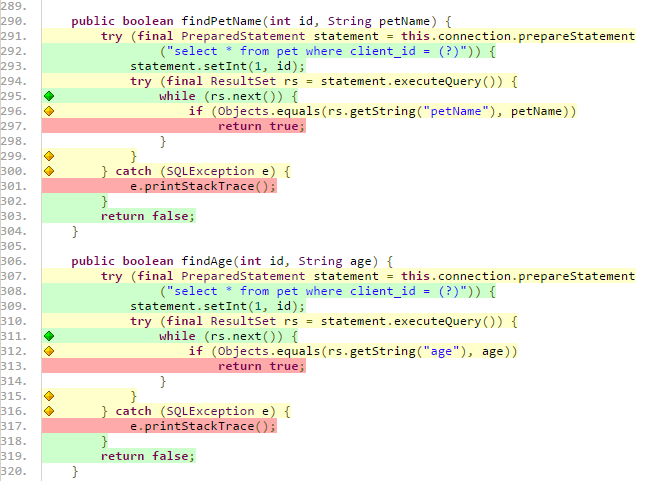 289.
290.    public boolean findPetName(int id, String petName) {
291.        try (final PreparedStatement statement = this.connection.prepareStatement
292.                ("select * from pet where client_id = (?)")) {
293.            statement.setInt(1, id);
294.            try (final ResultSet rs = statement.executeQuery()) {
295.                while (rs.next()) {
296.                    if (Objects.equals(rs.getString("petName"), petName))
297.                        return true;
298.                }
299.            }
300.        } catch (SQLException e) {
301.            e.printStackTrace();
302.        }
303.        return false;
304.    }
305.
306.    public boolean findAge(int id, String age) {
307.        try (final PreparedStatement statement = this.connection.prepareStatement
308.                ("select * from pet where client_id = (?)")) {
309.            statement.setInt(1, id);
310.            try (final ResultSet rs = statement.executeQuery()) {
311.                while (rs.next()) {
312.                    if (Objects.equals(rs.getString("age"), age))
313.                        return true;
314.                }
315.            }
316.        } catch (SQLException e) {
317.            e.printStackTrace();
318.        }
319.        return false;
320.    }